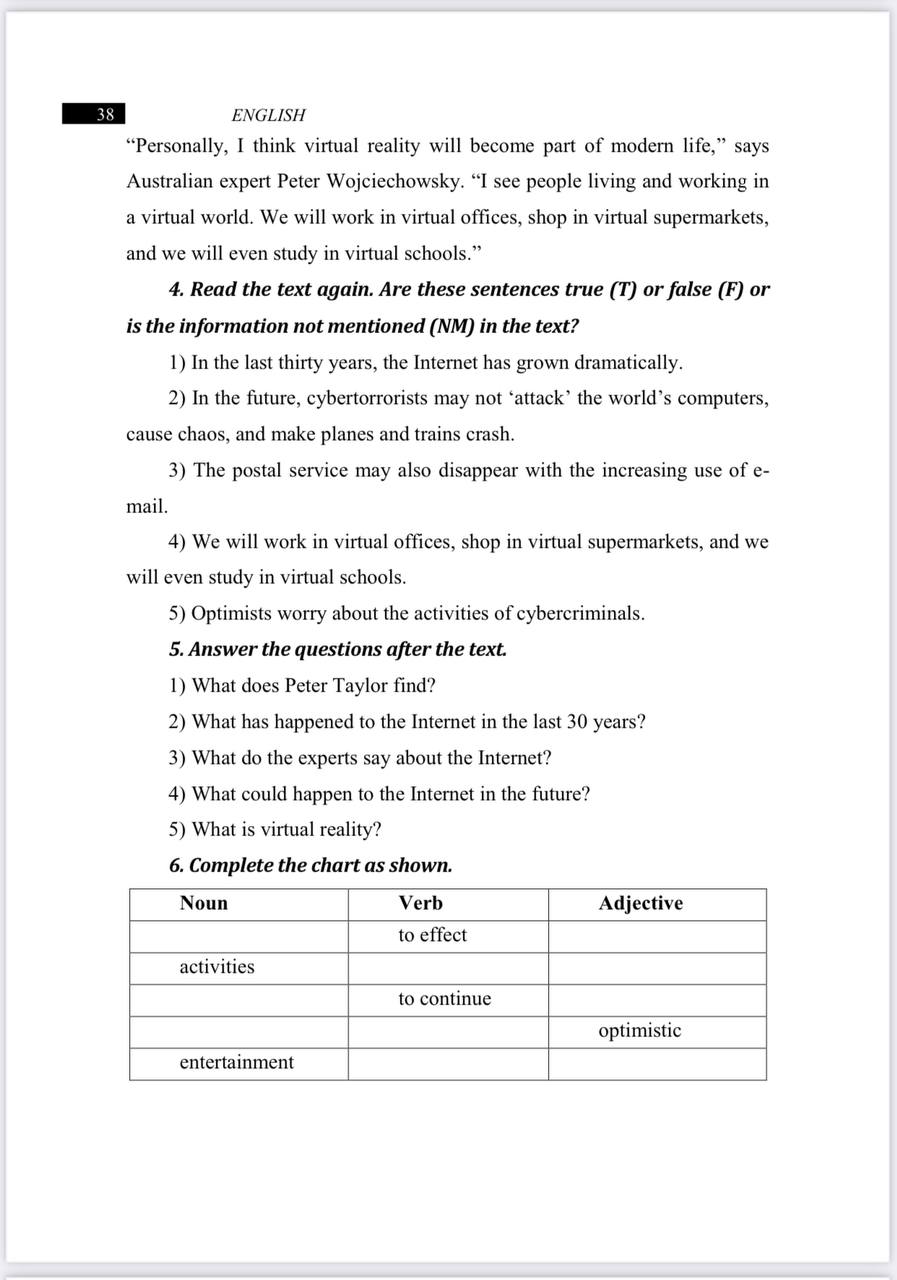 38 ENGLISH
“Personally, I think virtual reality will become part of modern life,” says
Australian expert Peter Wojciechowsky. “I see people living and working in
a virtual world. We will work in virtual offices, shop in virtual supermarkets,
and we will even study in virtual schools.”
4. Read the text again. Are these sentences true (T) or false (F) or
is the information not mentioned (NM) in the text?
1) In the last thirty years, the Internet has grown dramatically.
2) In the future, cybertorrorists may not ‘attack’ the world’s computers,
cause chaos, and make planes and trains crash.
3) The postal service may also disappear with the increasing use of e-
mail.
4) We will work in virtual offices, shop in virtual supermarkets, and we
will even study in virtual schools.
5) Optimists worry about the activities of cybercriminals.
5. Answer the questions after the text.
1) What does Peter Taylor find?
2) What has happened to the Internet in the last 30 years?
3) What do the experts say about the Internet?
4) What could happen to the Internet in the future?
5) What is virtual reality?
6. Complete the chart as shown.
Noun Verb Adjective
to effect
activities
to continue
optimistic
entertainment